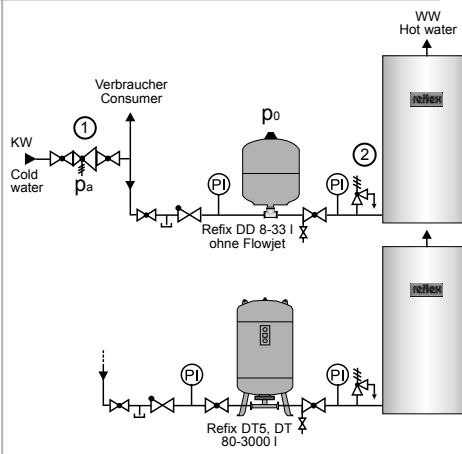 WW
Hot water
Verbraucher
Consumer
reflex
p0
1
2
KW
Cold
water
pa
PI
PI
Refix DD 8-33 l
ohne Flowjet
reflex
PI
PI
Refix DT5, DT
80-3000 l